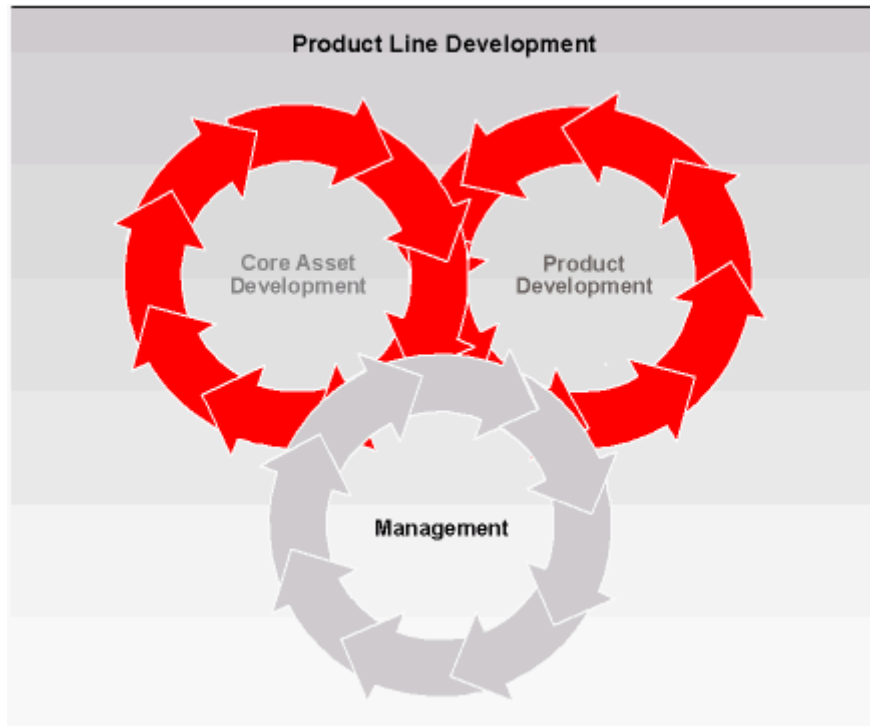 Product Line Development
Core Asset
Development
Product
Development
Management